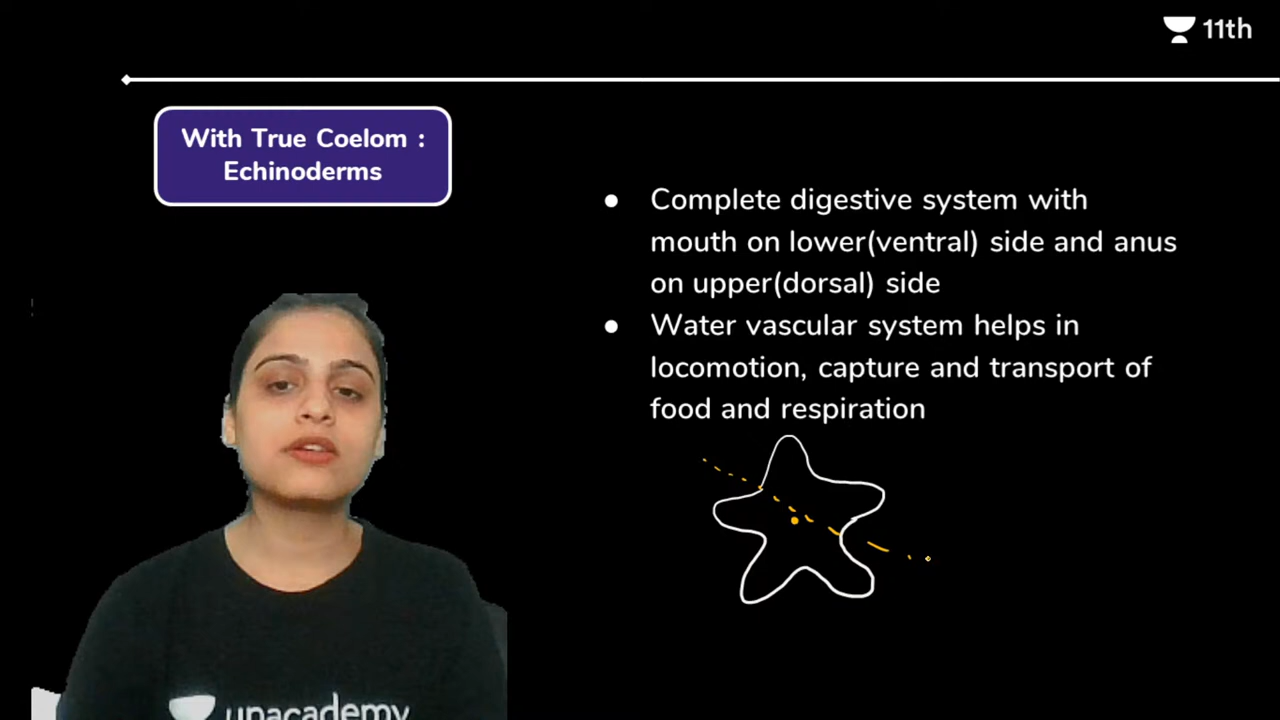 11th
With True Coelom :
Echinoderms
● Complete digestive system with
mouth on lower(ventral) side and anus
on upper(dorsal) side
● Water vascular system helps in
locomotion, capture and transport of
food and respiration
unacademy